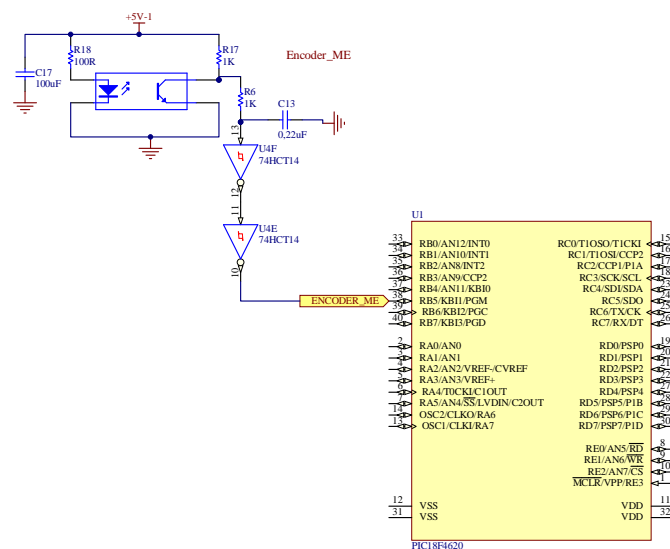 +5V-1
R18
100R
R17
1K
Encoder_ME
C17
100uF
R6
1K
C13
0,22uF
13
U4F
74HCT14
12
11
U4E
74HCT14
10
ENCODER_ME
U1
33 RB0/AN12/INT0 RC0/T1OSO/T1CKI 15
34 RB1/AN10/INT1 RC1/T1OSI/CCP2 16
35 RB2/AN8/INT2 RC2/CCP1/P1A 17
36 RB3/AN9/CCP2 RC3/SCK/SCL 18
37 RB4/AN11/KBI0 RC4/SDI/SDA 23
38 RB5/KBI1/PGM RC5/SDO 24
39 RB6/KBI2/PGC RC6/TX/CK 25
40 RB7/KBI3/PGD RC7/RX/DT 26
2 RA0/AN0 RD0/PSP0 19
3 RA1/AN1 RD1/PSP1 20
4 RA2/AN2/VREF-/CVREF RD2/PSP2 21
5 RA3/AN3/VREF+ RD3/PSP3 22
6 RA4/T0CKI/C1OUT RD4/PSP4 27
7 RA5/AN4/SS/LVDIN/C2OUT RD5/PSP5/P1B 28
14 OSC2/CLKO/RA6 RD6/PSP6/P1C 29
13 OSC1/CLKI/RA7 RD7/PSP7/P1D 30
RE0/AN5/RD 8
RE1/AN6/WR 9
RE2/AN7/CS 10
MCLR/VPP/RE3 1
12 VSS VDD 11
31 VSS VDD 32
PIC18F4620